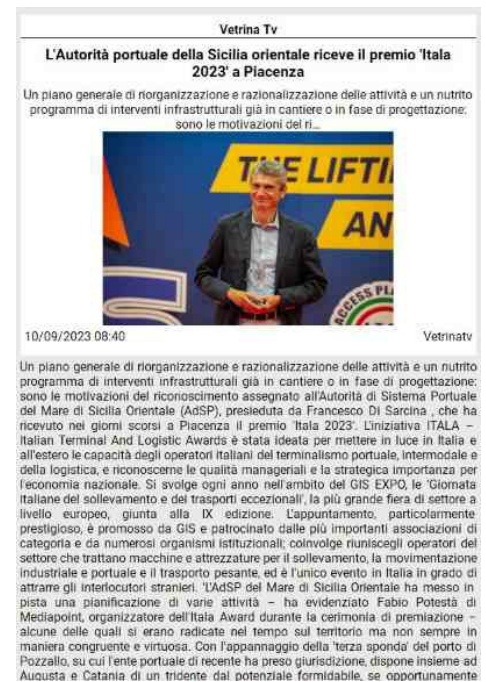 Vetrina Tv
L'Autorità portuale della Sicilia orientale riceve il premio 'Itala
2023' a Piacenza
Un piano generale di riorganizzazione e razionalizzazione delle attività e un nutrito
programma di interventi infrastrutturali già in cantiere o in fase di progettazione:
sono le motivazioni del ri...
THE LIFTI
AN
S
ACCESS PL
10/09/2023 08:40
Vetrinatv
Un piano generale di riorganizzazione e razionalizzazione delle attività e un nutrito
programma di interventi infrastrutturali già in cantiere o in fase di progettazione:
sono le motivazioni del riconoscimento assegnato all'Autorità di Sistema Portuale
del Mare di Sicilia Orientale (AdSP), presieduta da Francesco Di Sarcina , che ha
ricevuto nei giorni scorsi a Piacenza il premio 'Itala 2023'. L'iniziativa ITALA –
Italian Terminal And Logistic Awards è stata ideata per mettere in luce in Italia e
all'estero le capacità degli operatori italiani del terminalismo portuale, intermodale e
della logistica, e riconoscerne le qualità manageriali e la strategica importanza per
l'economia nazionale. Si svolge ogni anno nell'ambito del GIS EXPO, le 'Giornata
Italiane del sollevamento e dei trasporti eccezionali', la più grande fiera di settore a
livello europeo, giunta alla IX edizione. L'appuntamento, particolarmente
prestigioso, è promosso da GIS e patrocinato dalle più importanti associazioni di
categoria e da numerosi organismi istituzionali; coinvolge riuniscegli operatori del
settore che trattano macchine e attrezzature per il sollevamento, la movimentazione
industriale e portuale e il trasporto pesante, ed è l'unico evento in Italia in grado di
attrarre gli interlocutori stranieri. 'L'AdSP del Mare di Sicilia Orientale ha messo in
pista una pianificazione di varie attività – ha evidenziato Fabio Potestà di
Mediapoint, organizzatore dell'Itala Award durante la cerimonia di premiazione –
alcune delle quali si erano radicate nel tempo sul territorio ma non sempre in
maniera congruente e virtuosa. Con l'appannaggio della 'terza sponda' del porto di
Pozzallo, su cui l'ente portuale di recente ha preso giurisdizione, dispone insieme ad
Augusta e Catania di un tridente dal potenziale formidabile, se opportunamente